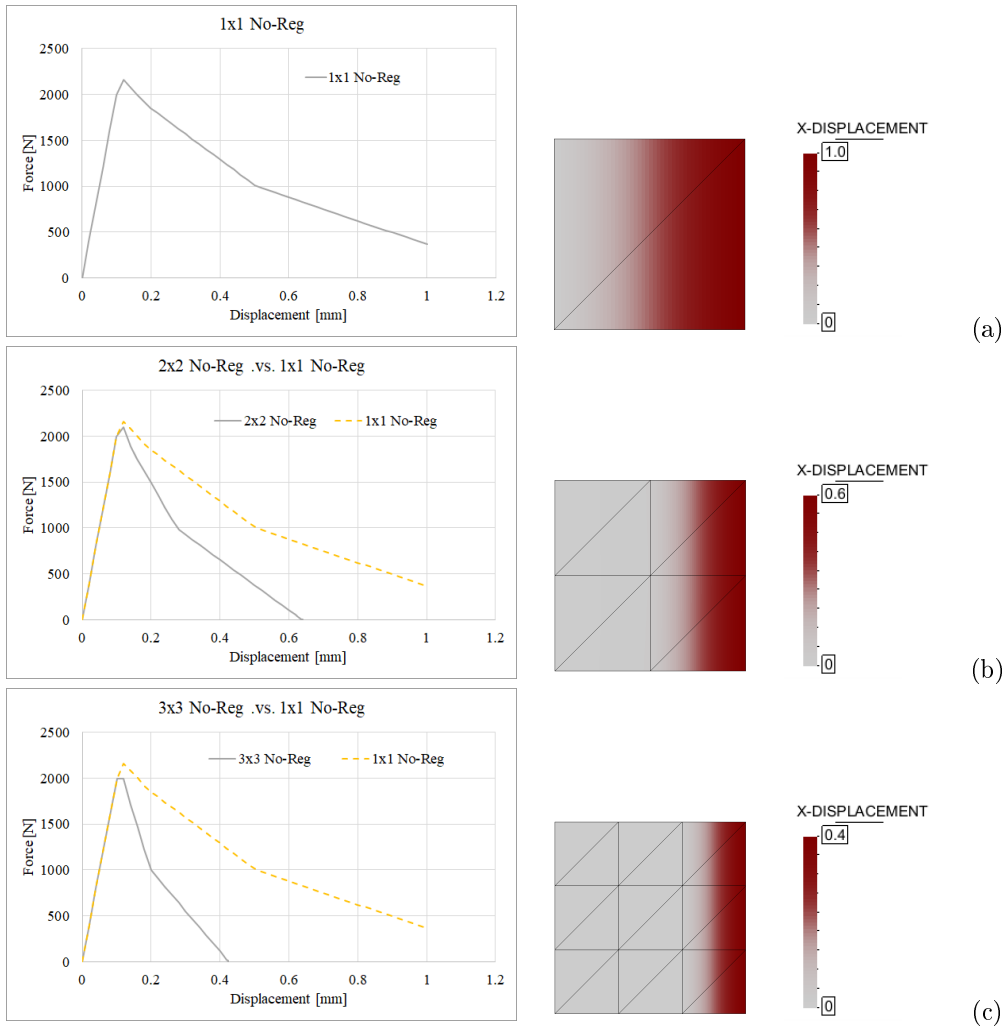 1x1 No-Reg
2500
2000
1500
1000
500
0
Force [N]
1x1 No-Reg
0 0.2 0.4 0.6 0.8 1 1.2
Displacement [mm]
X-DISPLACEMENT
1.0
0
(a)
2x2 No-Reg .vs. 1x1 No-Reg
2500
2000
1500
1000
500
0
Force [N]
2x2 No-Reg 1x1 No-Reg
0 0.2 0.4 0.6 0.8 1 1.2
Displacement [mm]
X-DISPLACEMENT
0.6
0
(b)
3x3 No-Reg .vs. 1x1 No-Reg
2500
2000
1500
1000
500
0
Force [N]
3x3 No-Reg 1x1 No-Reg
0 0.2 0.4 0.6 0.8 1 1.2
Displacement [mm]
X-DISPLACEMENT
0.4
0
(c)